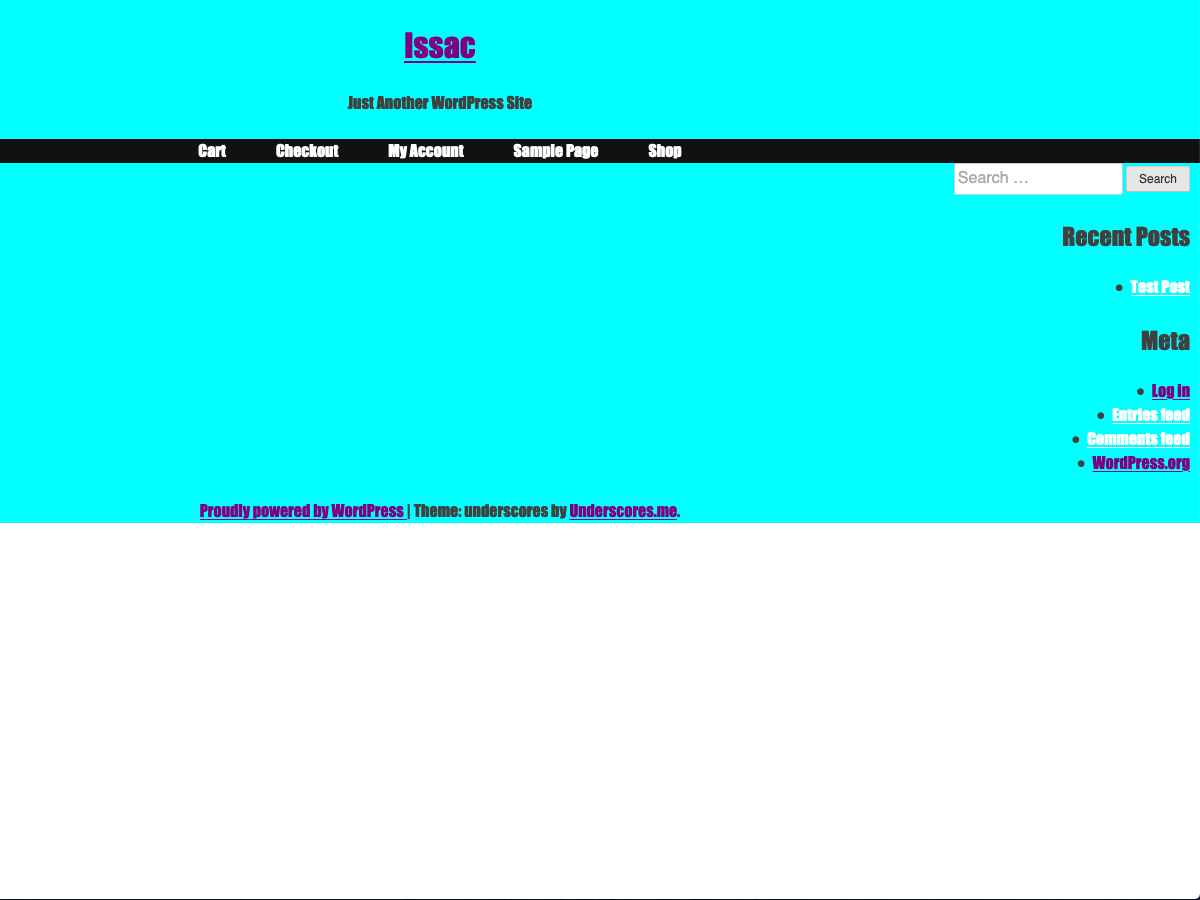 Issac
Just Another WordPress Site
Cart Checkout My Account Sample Page Shop
Search … Search
Recent Posts
Test Post
Meta
Log in
Entries feed
Comments feed
WordPress.org
Proudly powered by WordPress | Theme: underscores by Underscores.me.